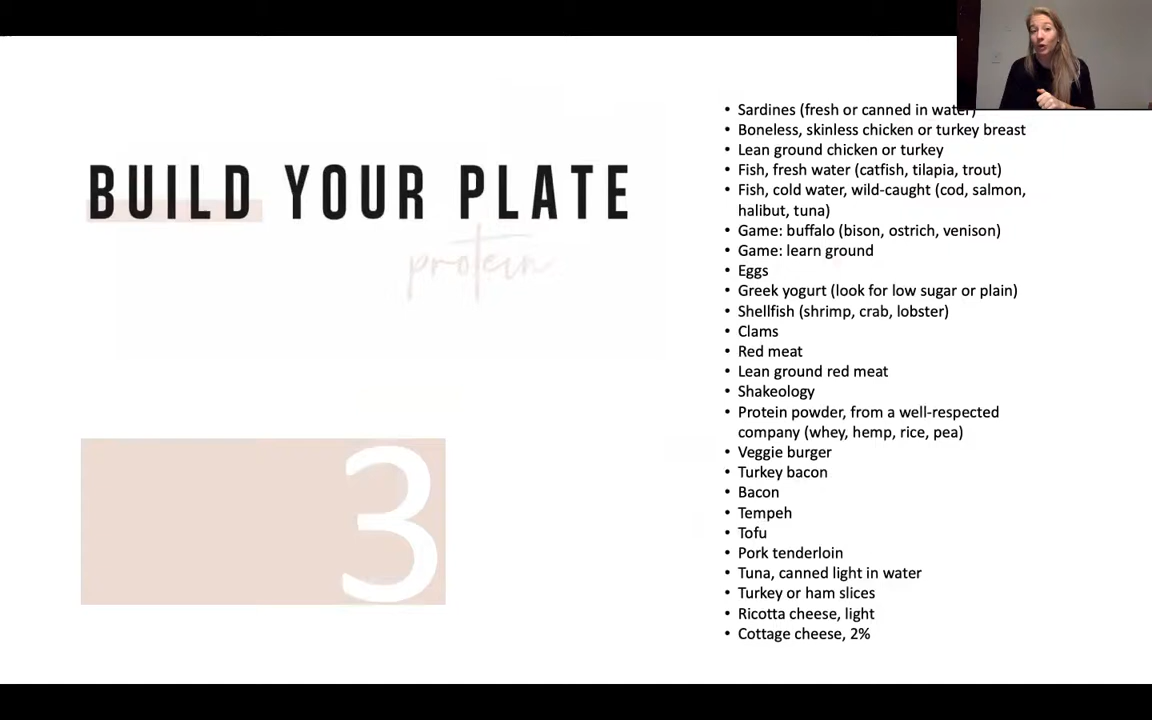 BUILD YOUR PLATE
protein
3
• Sardines (fresh or canned in water)
• Boneless, skinless chicken or turkey breast
• Lean ground chicken or turkey
• Fish, fresh water (catfish, tilapia, trout)
• Fish, cold water, wild-caught (cod, salmon,
halibut, tuna)
• Game: buffalo (bison, ostrich, venison)
• Game: learn ground
• Eggs
• Greek yogurt (look for low sugar or plain)
• Shellfish (shrimp, crab, lobster)
• Clams
• Red meat
• Lean ground red meat
• Shakeology
• Protein powder, from a well-respected
company (whey, hemp, rice, pea)
• Veggie burger
• Turkey bacon
• Bacon
• Tempeh
• Tofu
• Pork tenderloin
• Tuna, canned light in water
• Turkey or ham slices
• Ricotta cheese, light
• Cottage cheese, 2%